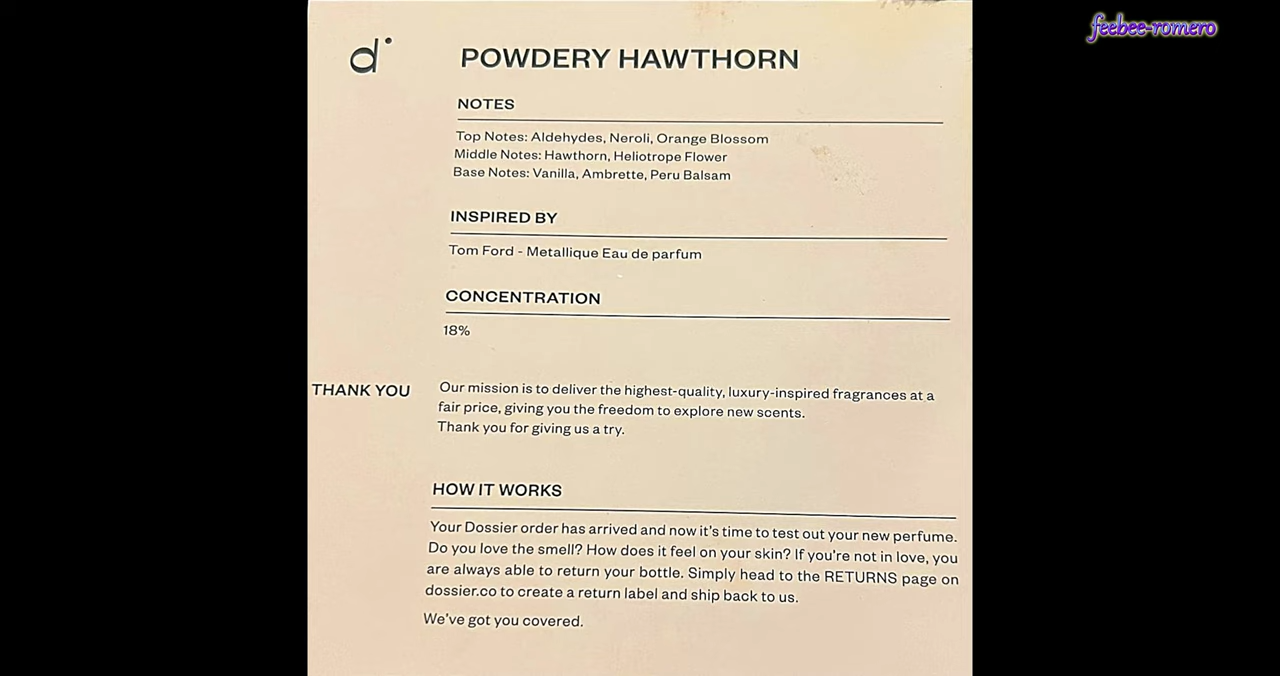 feebee-romero
d
POWDERY HAWTHORN
NOTES
Top Notes: Aldehydes, Neroli, Orange Blossom
Middle Notes: Hawthorn, Heliotrope Flower
Base Notes: Vanilla, Ambrette, Peru Balsam
INSPIRED BY
Tom Ford - Metallique Eau de parfum
CONCENTRATION
18%
THANK YOU
Our mission is to deliver the highest-quality, luxury-inspired fragrances at a
fair price, giving you the freedom to explore new scents.
Thank you for giving us a try.
HOW IT WORKS
Your Dossier order has arrived and now it's time to test out your new perfume.
Do you love the smell? How does it feel on your skin? If you're not in love, you
are always able to return your bottle. Simply head to the RETURNS page on
dossier.co to create a return label and ship back to us.
We've got you covered.